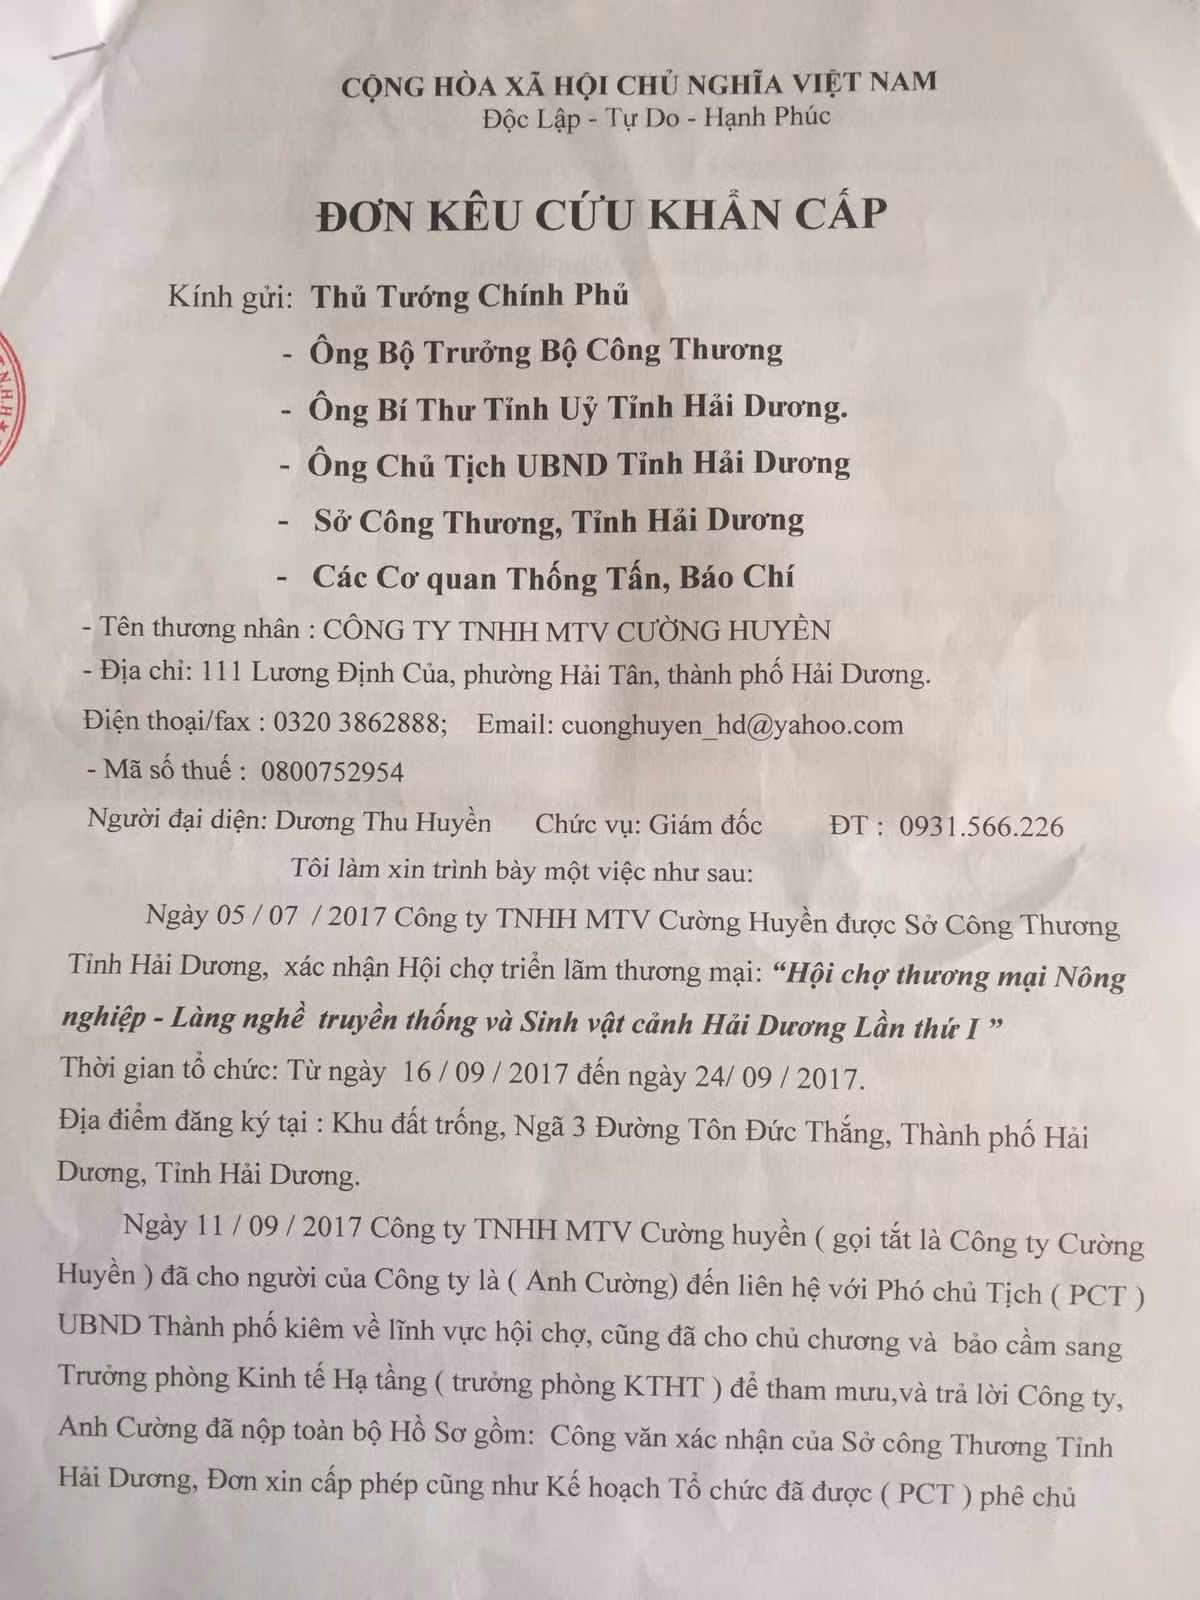 CỘNG HÒA XÃ HỘI CHỦ NGHĨA VIỆT NAM
Độc Lập - Tự Do - Hạnh Phúc
ĐƠN KÊU CỨU KHẨN CẤP
Kính gửi: Thủ Tướng Chính Phủ
- Ông Bộ Trưởng Bộ Công Thương
- Ông Bí Thư Tỉnh Uỷ Tỉnh Hải Dương.
- Ông Chủ Tịch UBND Tỉnh Hải Dương
- Sở Công Thương, Tỉnh Hải Dương
- Các Cơ quan Thống Tấn, Báo Chí
T.N.H.H ★
- Tên thương nhân : CÔNG TY TNHH MTV CƯỜNG HUYỀN
- Địa chỉ: 111 Lương Định Của, phường Hải Tân, thành phố Hải Dương.
Điện thoại/fax : 0320 3862888; Email: cuonghuyen_hd@yahoo.com
- Mã số thuế : 0800752954
Người đại diện: Dương Thu Huyền Chức vụ: Giám đốc ĐT : 0931.566.226
Tôi làm xin trình bày một việc như sau:
Ngày 05 / 07 / 2017 Công ty TNHH MTV Cường Huyền được Sở Công Thương
Tỉnh Hải Dương, xác nhận Hội chợ triển lãm thương mại: “Hội chợ thương mại Nông
nghiệp - Làng nghề truyền thống và Sinh vật cảnh Hải Dương Lần thứ I ”
Thời gian tổ chức: Từ ngày 16 / 09 / 2017 đến ngày 24/ 09 / 2017.
Địa điểm đăng ký tại : Khu đất trống, Ngã 3 Đường Tôn Đức Thắng, Thành phố Hải
Dương, Tỉnh Hải Dương.
Ngày 11 / 09 / 2017 Công ty TNHH MTV Cường huyền ( gọi tắt là Công ty Cường
Huyền ) đã cho người của Công ty là ( Anh Cường) đến liên hệ với Phó chủ Tịch ( PCT )
UBND Thành phố kiêm về lĩnh vực hội chợ, cũng đã cho chủ chương và bảo cầm sang
Trưởng phòng Kinh tế Hạ tầng ( trưởng phòng KTHT ) để tham mưu,và trả lời Công ty,
Anh Cường đã nộp toàn bộ Hồ Sơ gồm: Công văn xác nhận của Sở công Thương Tỉnh
Hải Dương, Đơn xin cấp phép cũng như Kế hoạch Tổ chức đã được ( PCT ) phê chủ